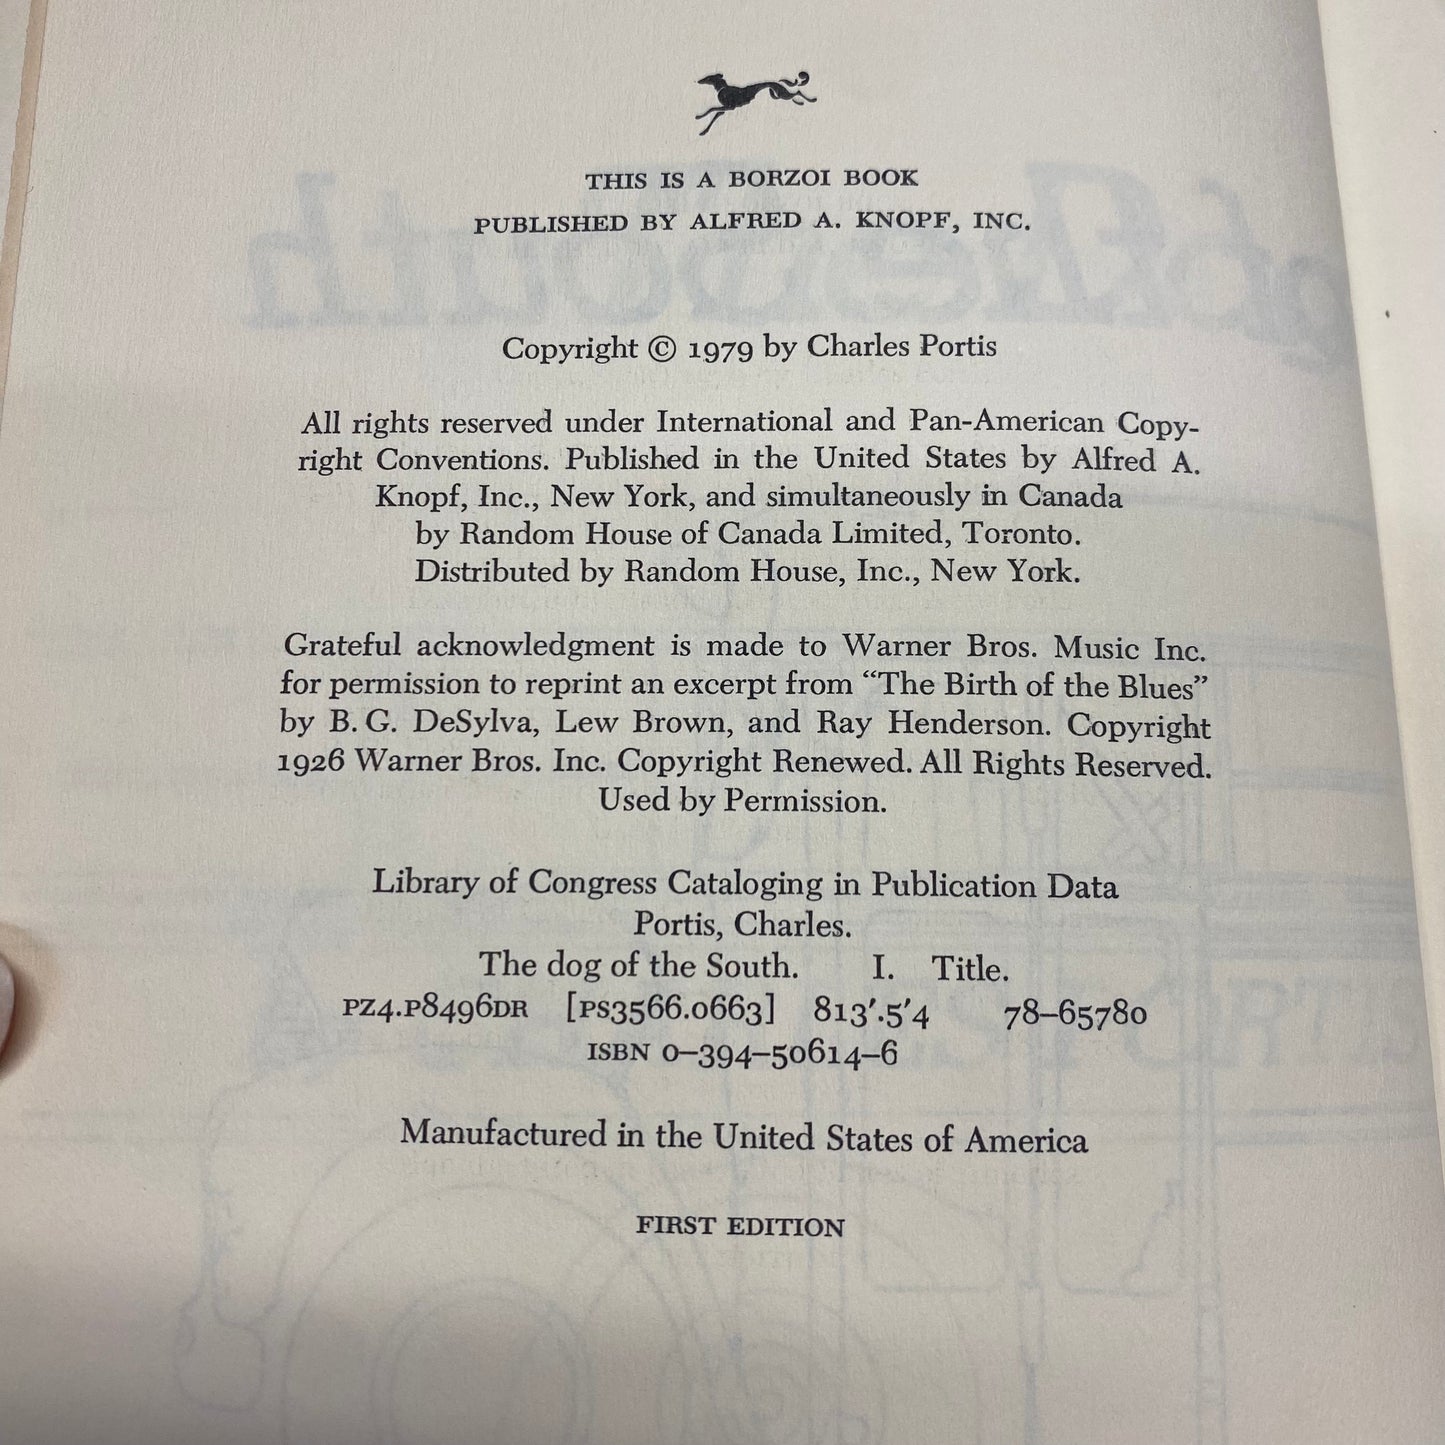 THIS IS A BORZOI BOOK
PUBLISHED BY ALFRED A. KNOPF, INC.
Copyright © 1979 by Charles Portis
All rights reserved under International and Pan-American Copy-
right Conventions. Published in the United States by Alfred A.
Knopf, Inc., New York, and simultaneously in Canada
by Random House of Canada Limited, Toronto.
Distributed by Random House, Inc., New York.
Grateful acknowledgment is made to Warner Bros. Music Inc.
for permission to reprint an excerpt from “The Birth of the Blues”
by B. G. DeSylva, Lew Brown, and Ray Henderson. Copyright
1926 Warner Bros. Inc. Copyright Renewed. All Rights Reserved.
Used by Permission.
Library of Congress Cataloging in Publication Data
Portis, Charles.
The dog of the South. I. Title.
PZ4.P8496DR [PS3566.O663] 813′.5′4 78–65780
ISBN 0–394–50614–6
Manufactured in the United States of America
FIRST EDITION